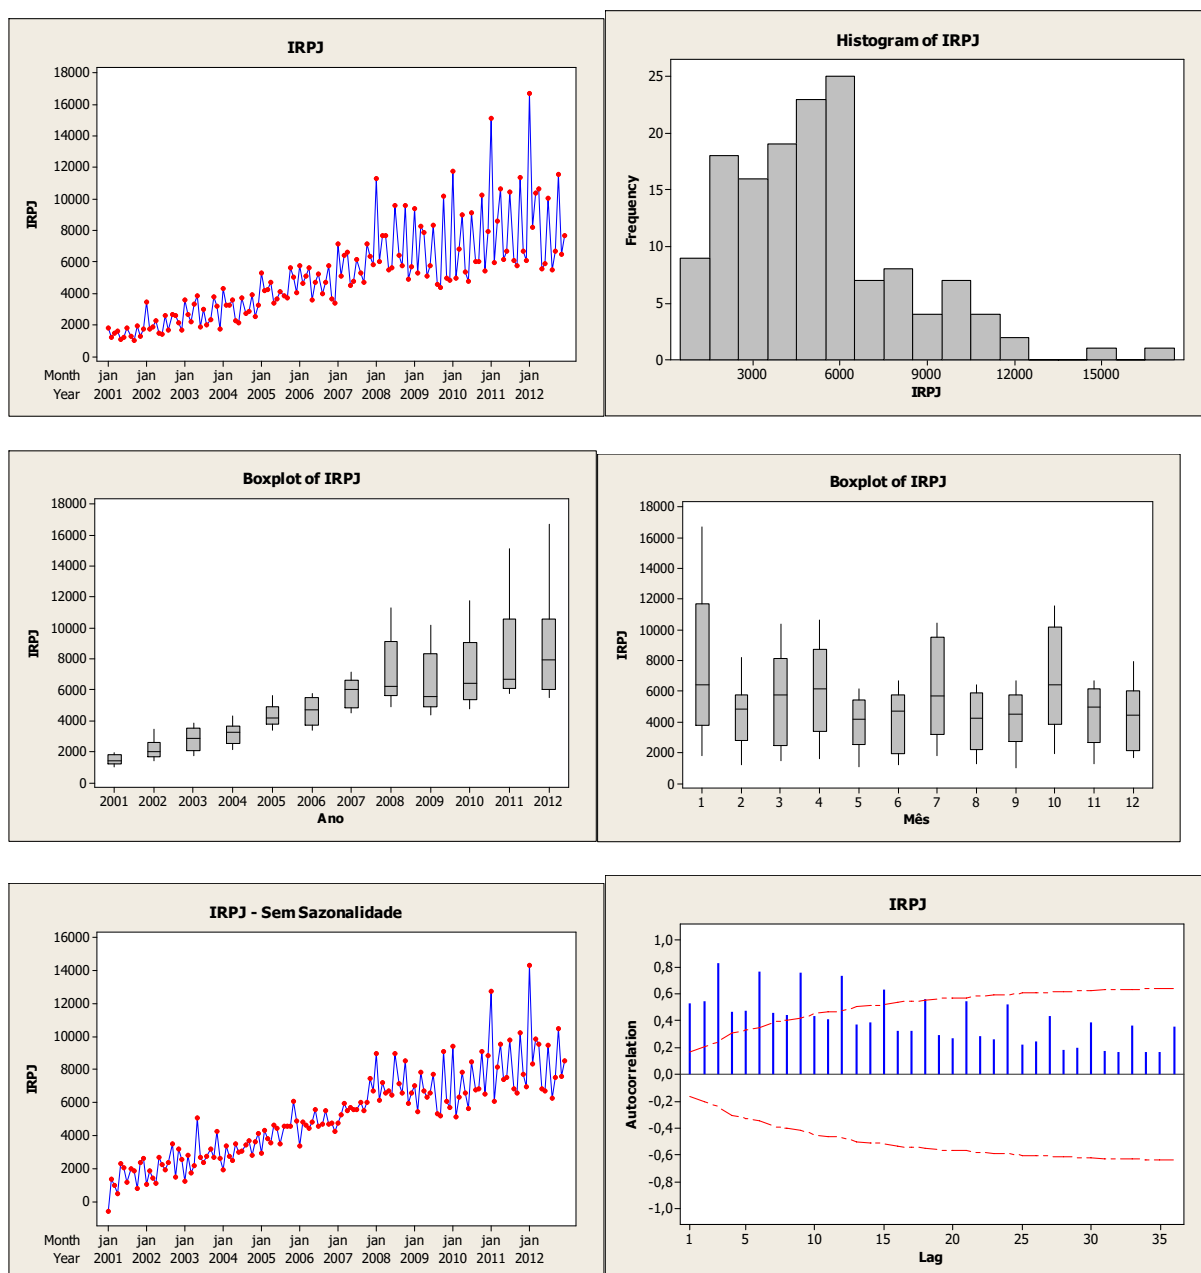 IRPJ
18000
16000
14000
12000
10000
8000
6000
4000
2000
0
IRPJ
Month jan jan jan jan jan jan jan jan jan jan jan jan
Year 2001 2002 2003 2004 2005 2006 2007 2008 2009 2010 2011 2012
Histogram of IRPJ
25
20
15
10
5
0
Frequency
3000 6000 9000 12000 15000
IRPJ
Boxplot of IRPJ
18000
16000
14000
12000
10000
8000
6000
4000
2000
0
IRPJ
2001 2002 2003 2004 2005 2006 2007 2008 2009 2010 2011 2012
Ano
Boxplot of IRPJ
18000
16000
14000
12000
10000
8000
6000
4000
2000
0
IRPJ
1 2 3 4 5 6 7 8 9 10 11 12
Mês
IRPJ - Sem Sazonalidade
16000
14000
12000
10000
8000
6000
4000
2000
0
IRPJ
Month jan jan jan jan jan jan jan jan jan jan jan jan
Year 2001 2002 2003 2004 2005 2006 2007 2008 2009 2010 2011 2012
IRPJ
1,0
0,8
0,6
0,4
0,2
0,0
-0,2
-0,4
-0,6
-0,8
-1,0
Autocorrelation
1 5 10 15 20 25 30 35
Lag